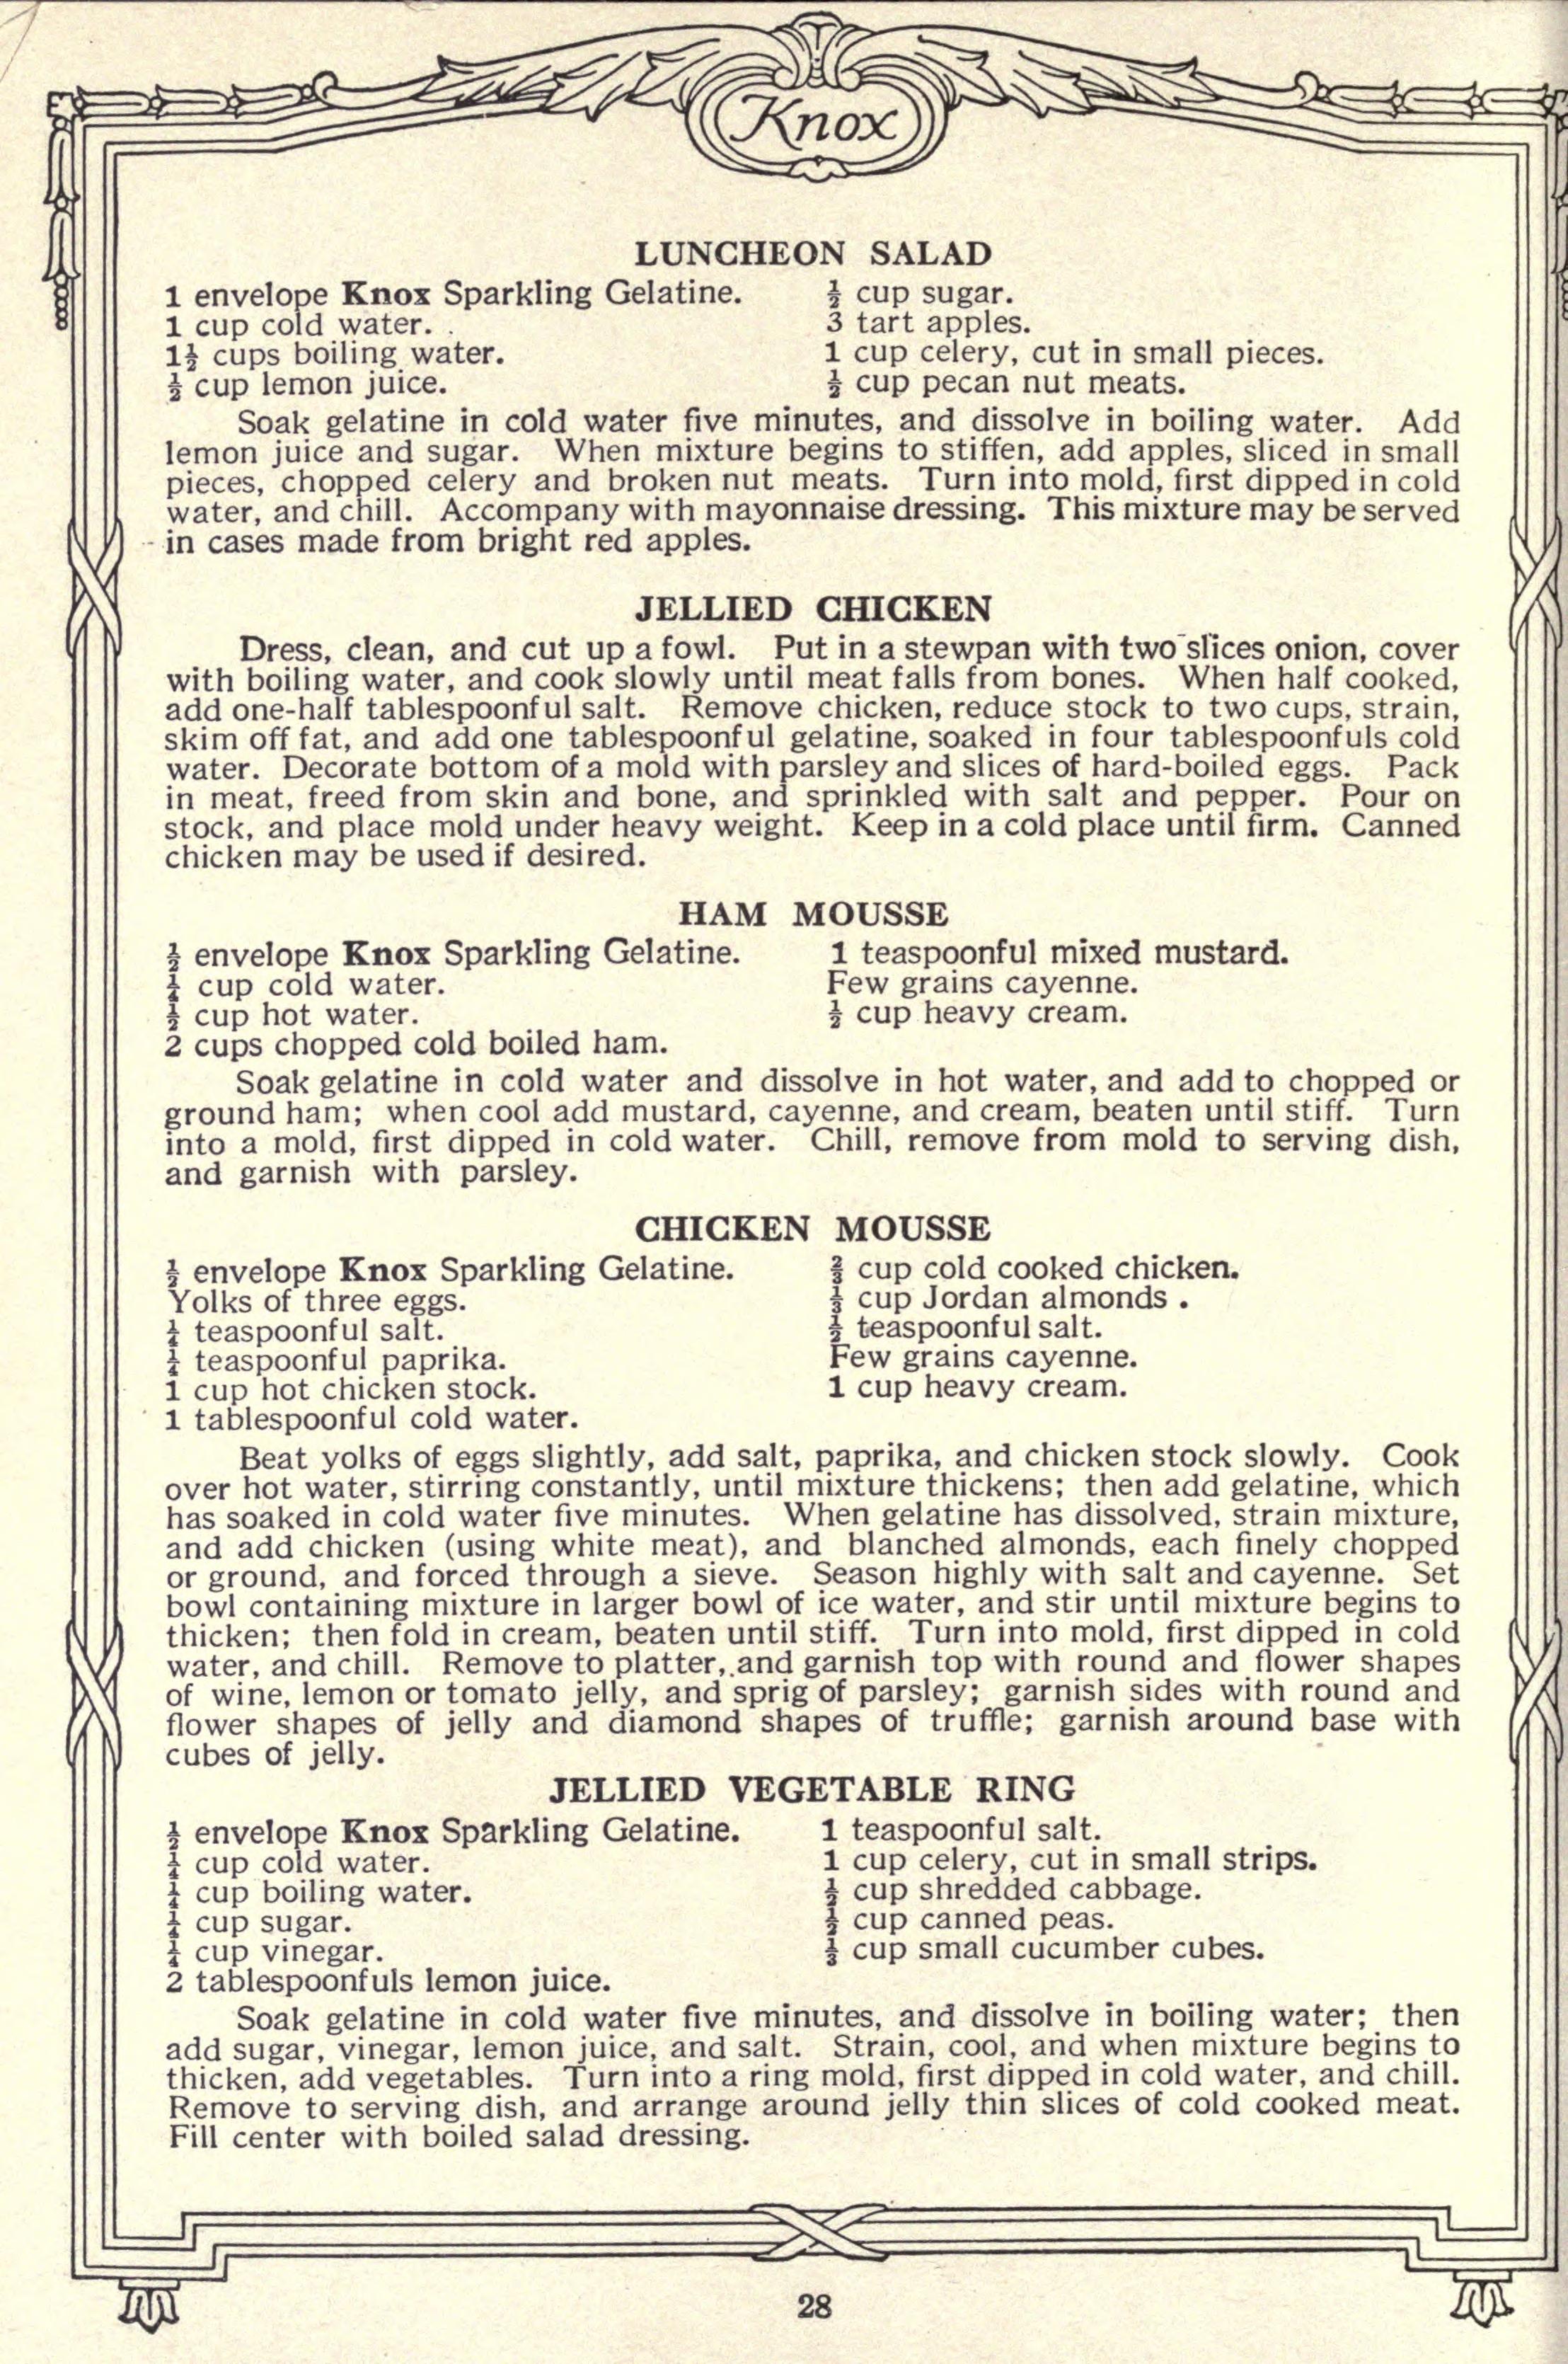 Knox
LUNCHEON SALAD
1 envelope Knox Sparkling Gelatine.
1 cup cold water.
1½ cups boiling water.
½ cup lemon juice.
½ cup sugar.
3 tart apples.
1 cup celery, cut in small pieces.
½ cup pecan nut meats.
Soak gelatine in cold water five minutes, and dissolve in boiling water. Add
lemon juice and sugar. When mixture begins to stiffen, add apples, sliced in small
pieces, chopped celery and broken nut meats. Turn into mold, first dipped in cold
water, and chill. Accompany with mayonnaise dressing. This mixture may be served
in cases made from bright red apples.
JELLIED CHICKEN
Dress, clean, and cut up a fowl. Put in a stewpan with two slices onion, cover
with boiling water, and cook slowly until meat falls from bones. When half cooked,
add one-half tablespoonful salt. Remove chicken, reduce stock to two cups, strain,
skim off fat, and add one tablespoonful gelatine, soaked in four tablespoonfuls cold
water. Decorate bottom of a mold with parsley and slices of hard-boiled eggs. Pack
in meat, freed from skin and bone, and sprinkled with salt and pepper. Pour on
stock, and place mold under heavy weight. Keep in a cold place until firm. Canned
chicken may be used if desired.
HAM MOUSSE
½ envelope Knox Sparkling Gelatine.
¼ cup cold water.
½ cup hot water.
2 cups chopped cold boiled ham.
1 teaspoonful mixed mustard.
Few grains cayenne.
½ cup heavy cream.
Soak gelatine in cold water and dissolve in hot water, and add to chopped or
ground ham; when cool add mustard, cayenne, and cream, beaten until stiff. Turn
into a mold, first dipped in cold water. Chill, remove from mold to serving dish,
and garnish with parsley.
CHICKEN MOUSSE
½ envelope Knox Sparkling Gelatine.
Yolks of three eggs.
¼ teaspoonful salt.
¼ teaspoonful paprika.
1 cup hot chicken stock.
1 tablespoonful cold water.
⅔ cup cold cooked chicken.
⅓ cup Jordan almonds .
½ teaspoonful salt.
Few grains cayenne.
1 cup heavy cream.
Beat yolks of eggs slightly, add salt, paprika, and chicken stock slowly. Cook
over hot water, stirring constantly, until mixture thickens; then add gelatine, which
has soaked in cold water five minutes. When gelatine has dissolved, strain mixture,
and add chicken (using white meat), and blanched almonds, each finely chopped
or ground, and forced through a sieve. Season highly with salt and cayenne. Set
bowl containing mixture in larger bowl of ice water, and stir until mixture begins to
thicken; then fold in cream, beaten until stiff. Turn into mold, first dipped in cold
water, and chill. Remove to platter, and garnish top with round and flower shapes
of wine, lemon or tomato jelly, and sprig of parsley; garnish sides with round and
flower shapes of jelly and diamond shapes of truffle; garnish around base with
cubes of jelly.
JELLIED VEGETABLE RING
½ envelope Knox Sparkling Gelatine.
¼ cup cold water.
¼ cup boiling water.
¼ cup sugar.
¼ cup vinegar.
2 tablespoonfuls lemon juice.
1 teaspoonful salt.
1 cup celery, cut in small strips.
½ cup shredded cabbage.
½ cup canned peas.
⅓ cup small cucumber cubes.
Soak gelatine in cold water five minutes, and dissolve in boiling water; then
add sugar, vinegar, lemon juice, and salt. Strain, cool, and when mixture begins to
thicken, add vegetables. Turn into a ring mold, first dipped in cold water, and chill.
Remove to serving dish, and arrange around jelly thin slices of cold cooked meat.
Fill center with boiled salad dressing.
28